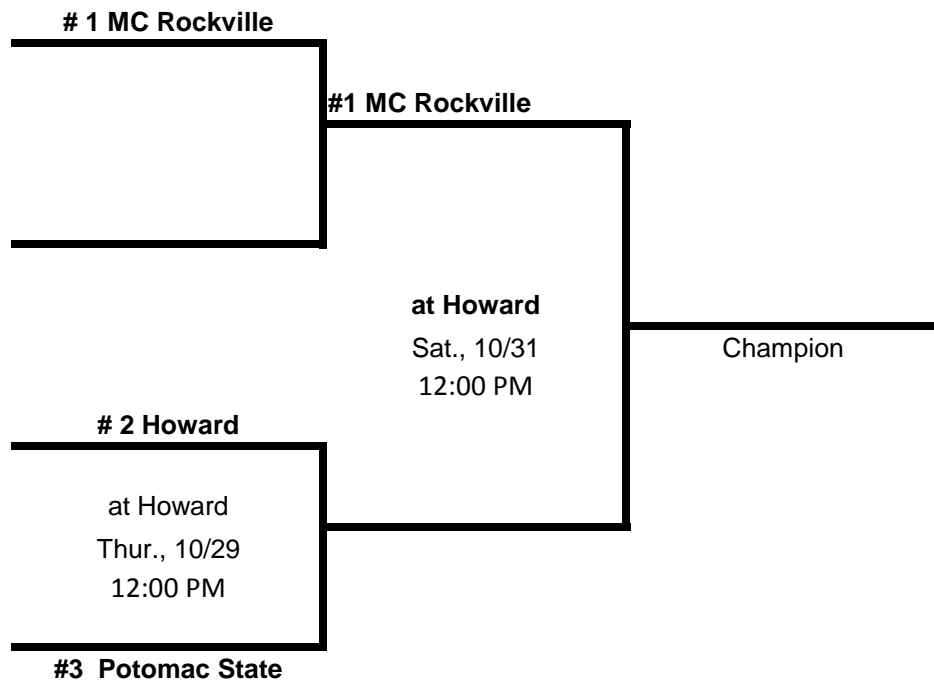 # 1 MC Rockville
#1 MC Rockville
at Howard
Sat., 10/31
12:00 PM
Champion
# 2 Howard
at Howard
Thur., 10/29
12:00 PM
#3 Potomac State